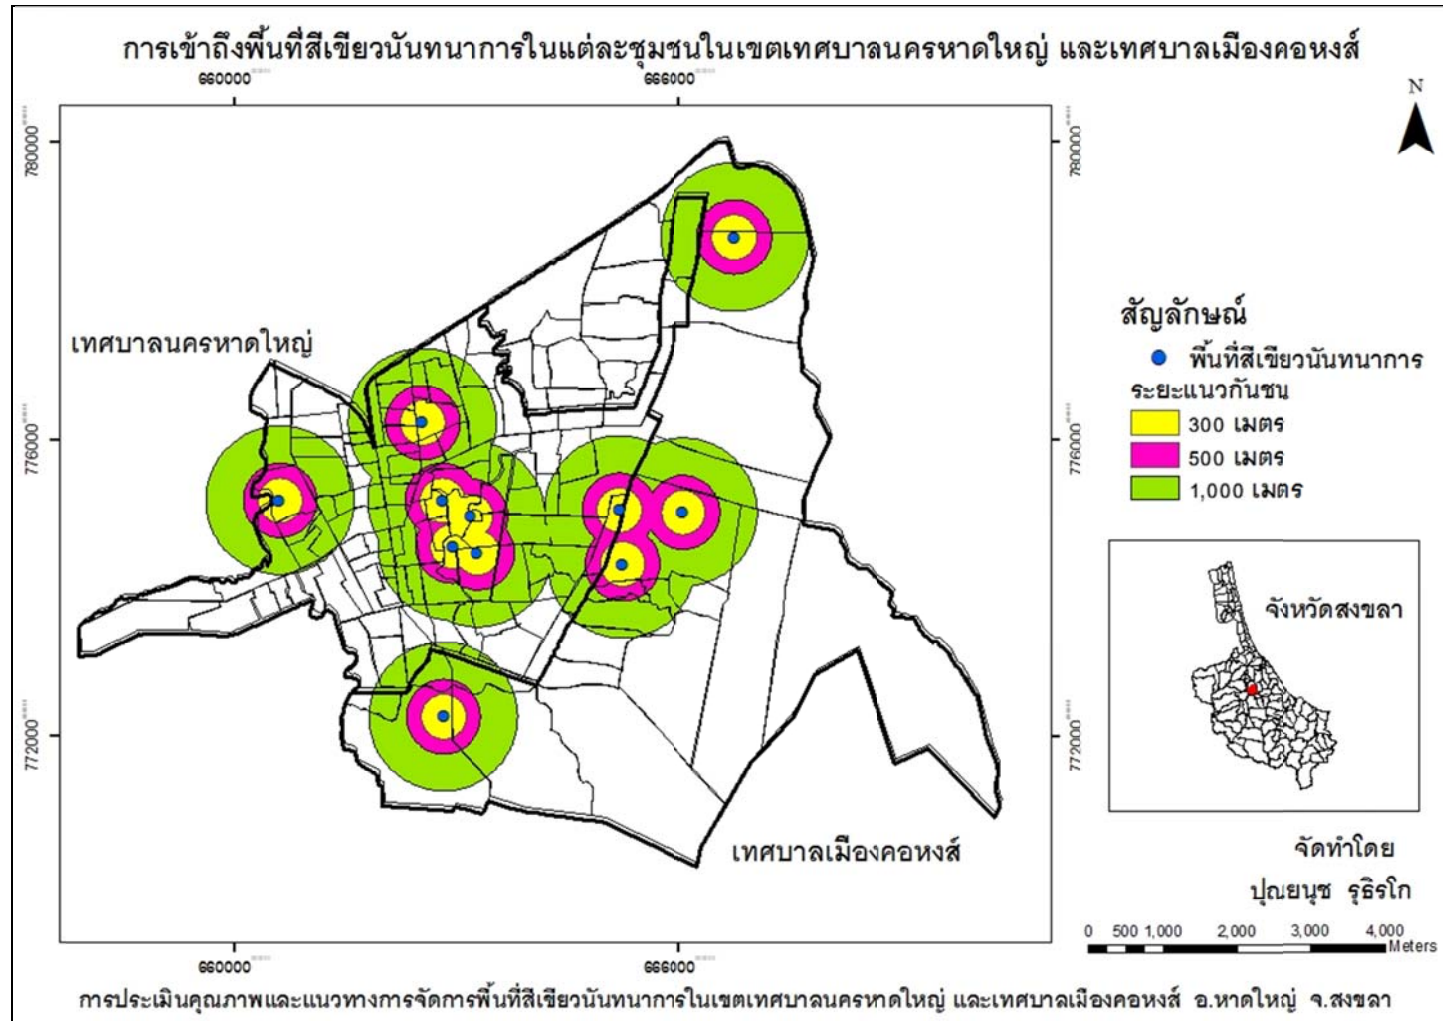 การเข้าถึงพื้นที่สีเขียวนันทนาการในแต่ละชุมชนในเขตเทศบาลนครหาดใหญ่ และเทศบาลเมืองคอหงส์
660000
666000
N
780000
780000
สัญลักษณ์
พื้นที่สีเขียวนันทนาการ
ระยะแนวกันชน
300 เมตร
500 เมตร
1,000 เมตร
เทศบาลนครหาดใหญ่
776000
776000
จังหวัดสงขลา
772000
772000
เทศบาลเมืองคอหงส์
จัดทำโดย
ปุณยนุช รุธิรโก
0 500 1,000 2,000 3,000 4,000
Meters
660000
666000
การประเมินคุณภาพและแนวทางการจัดการพื้นที่สีเขียวนันทนาการในเขตเทศบาลนครหาดใหญ่ และเทศบาลเมืองคอหงส์ อ.หาดใหญ่ จ.สงขลา